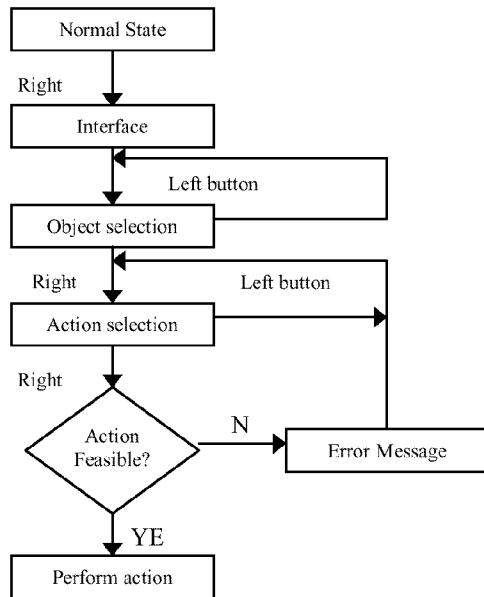 Normal State
Right
Interface
Left button
Object selection
Right
Left button
Action selection
Right
Action
Feasible?
N
Error Message
YE
Perform action